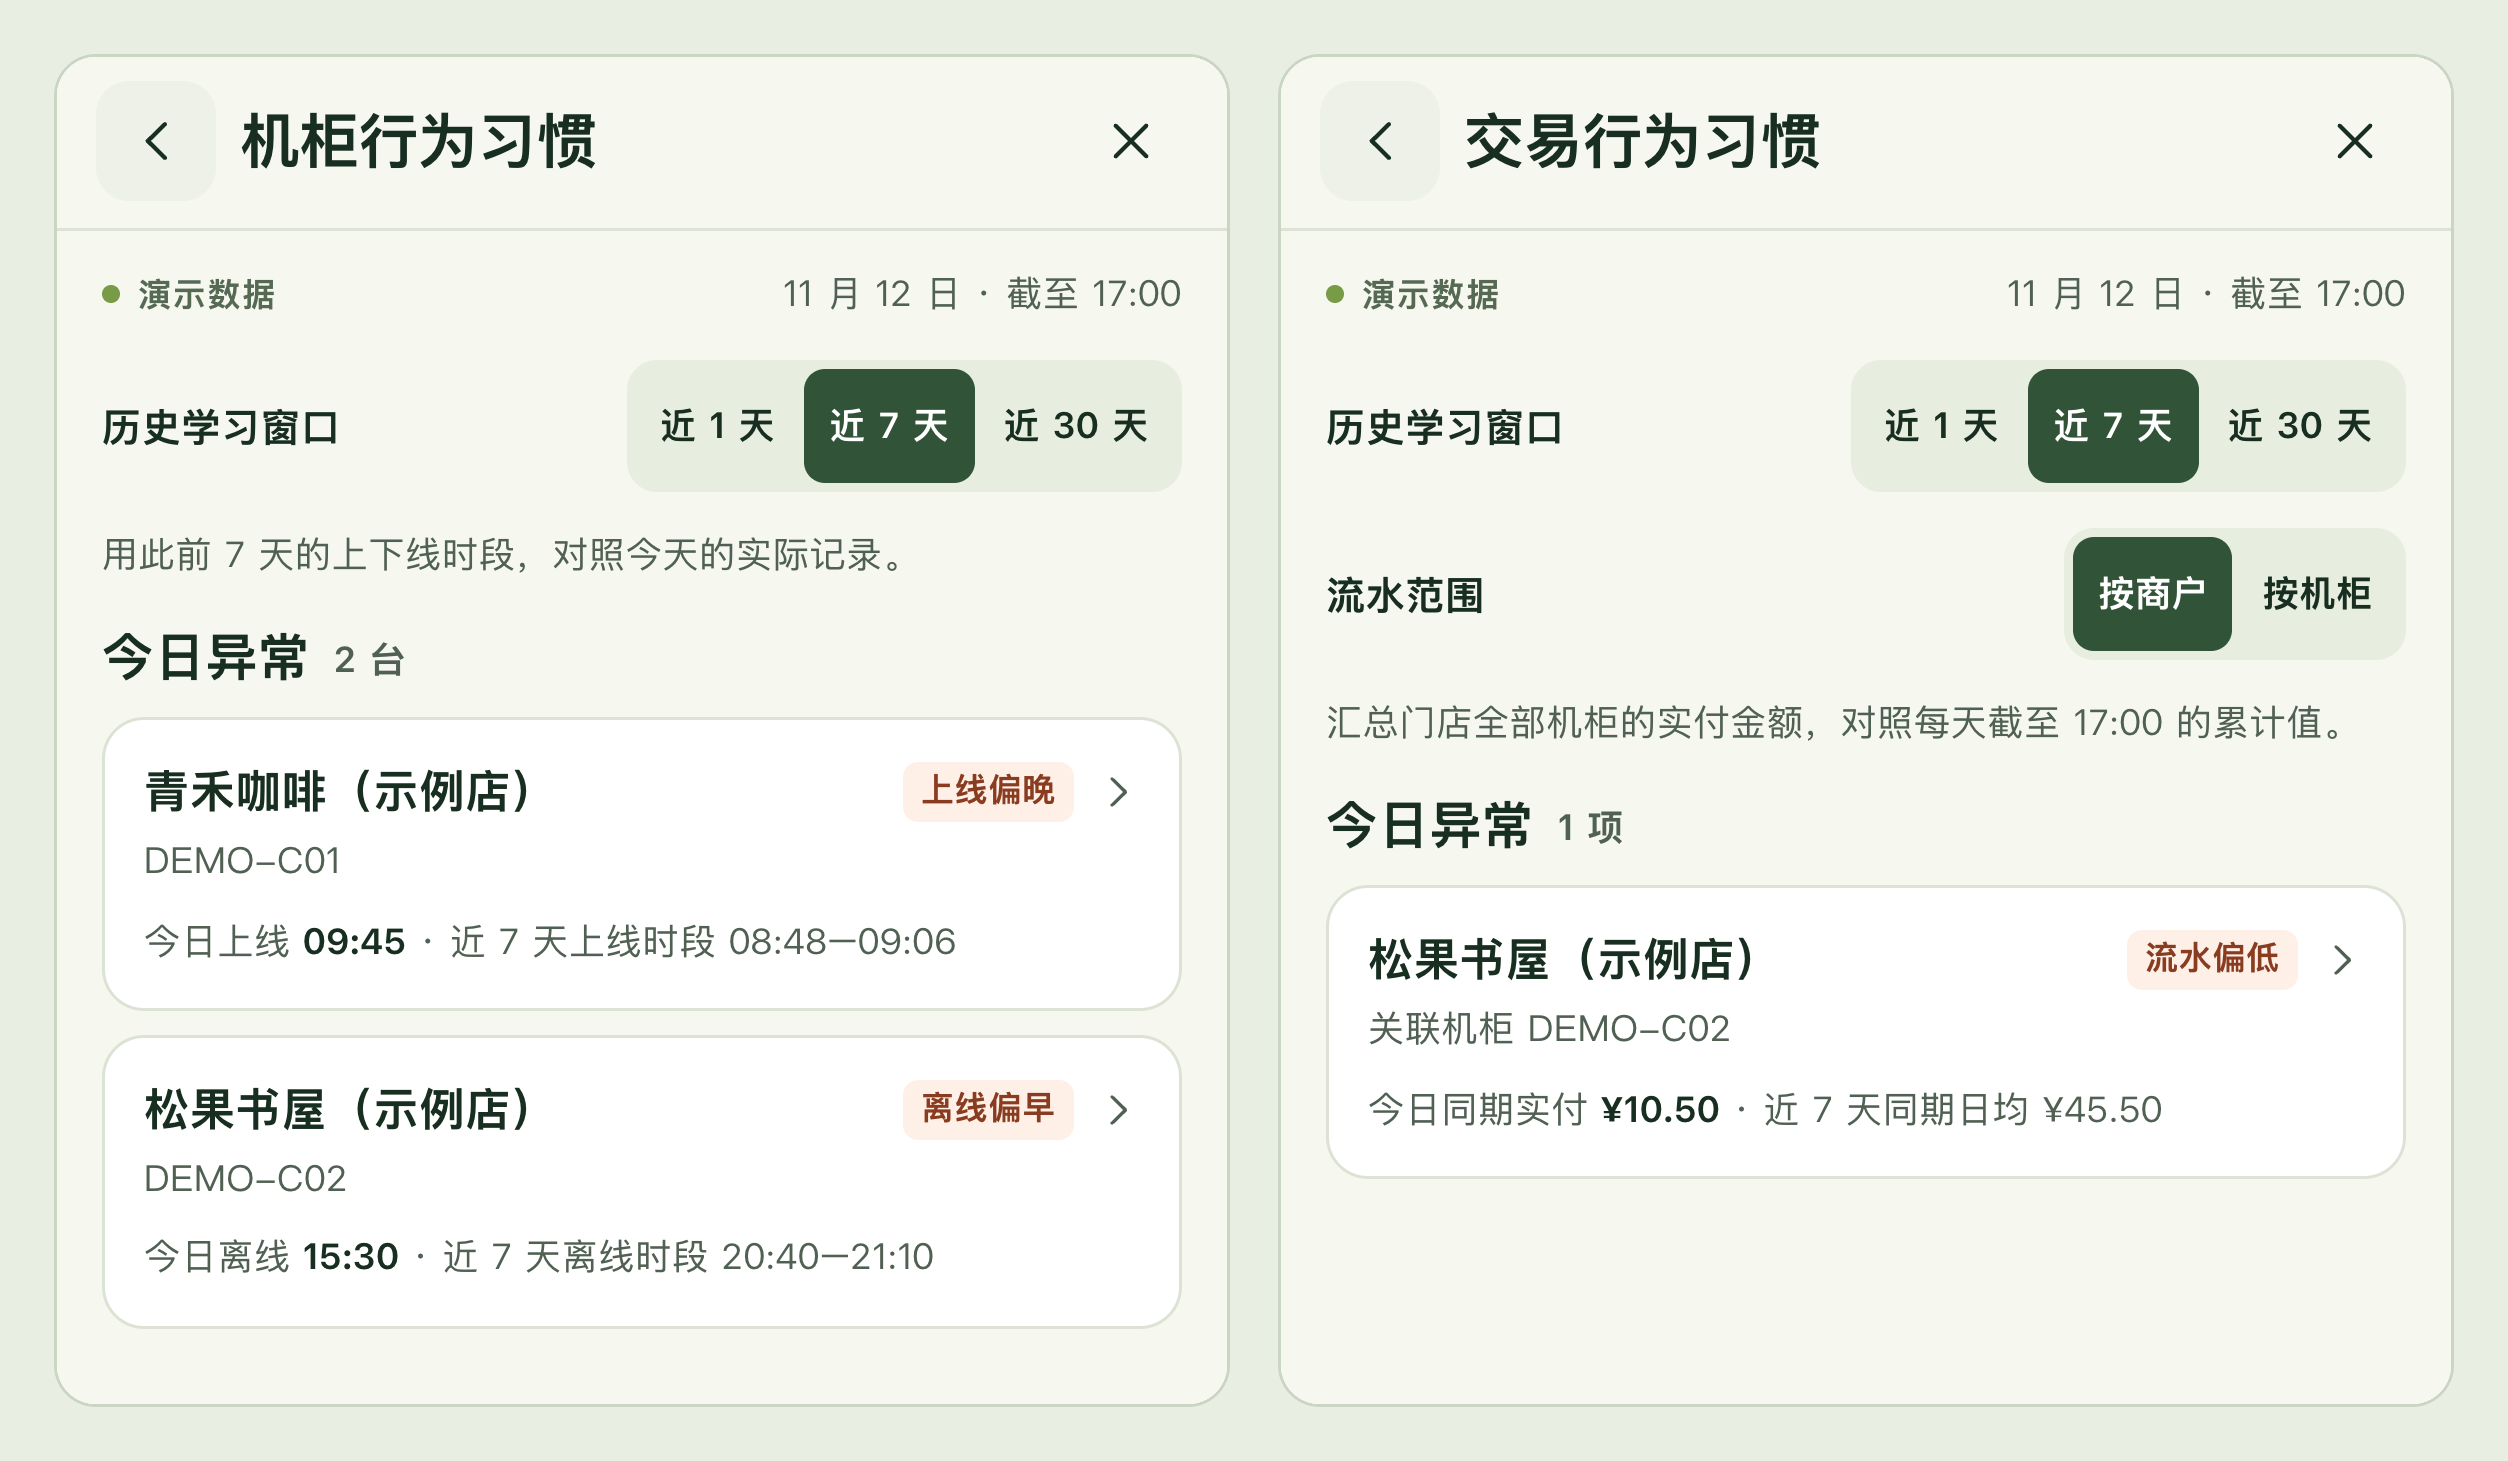 机柜行为习惯
演示数据
11 月 12 日 · 截至 17:00
历史学习窗口
近 1 天
近 7 天
近 30 天
用此前 7 天的上下线时段，对照今天的实际记录。
今日异常 2 台
青禾咖啡（示例店）
上线偏晚
DEMO–C01
今日上线 09:45 · 近 7 天上线时段 08:48—09:06
松果书屋（示例店）
离线偏早
DEMO–C02
今日离线 15:30 · 近 7 天离线时段 20:40—21:10
交易行为习惯
演示数据
11 月 12 日 · 截至 17:00
历史学习窗口
近 1 天
近 7 天
近 30 天
流水范围
按商户
按机柜
汇总门店全部机柜的实付金额，对照每天截至 17:00 的累计值。
今日异常 1 项
松果书屋（示例店）
流水偏低
关联机柜 DEMO–C02
今日同期实付 ¥10.50 · 近 7 天同期日均 ¥45.50